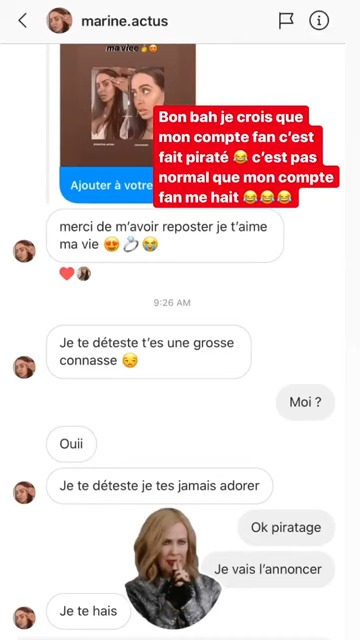 marine.actus
ma vieee
Bon bah je crois que
mon compte fan c'est
fait piraté 😂 c'est pas
normal que mon compte
fan me hait 😂😂😂
Ajouter à votre
merci de m'avoir reposter je t'aime
ma vie 😍💍😭
9:26 AM
Je te déteste t'es une grosse
connasse 😒
Moi ?
Ouii
Je te déteste je tes jamais adorer
Ok piratage
Je vais l'annoncer
Je te hais